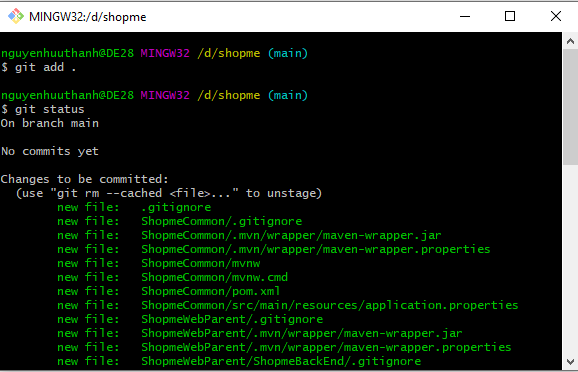 MINGW32:/d/shopme
nguyenhuuthanh@DE28 MINGW32 /d/shopme (main)
$ git add .
nguyenhuuthanh@DE28 MINGW32 /d/shopme (main)
$ git status
On branch main
No commits yet
Changes to be committed:
  (use "git rm --cached <file>..." to unstage)
        new file:   .gitignore
        new file:   ShopmeCommon/.gitignore
        new file:   ShopmeCommon/.mvn/wrapper/maven-wrapper.jar
        new file:   ShopmeCommon/.mvn/wrapper/maven-wrapper.properties
        new file:   ShopmeCommon/mvnw
        new file:   ShopmeCommon/mvnw.cmd
        new file:   ShopmeCommon/pom.xml
        new file:   ShopmeCommon/src/main/resources/application.properties
        new file:   ShopmeWebParent/.gitignore
        new file:   ShopmeWebParent/.mvn/wrapper/maven-wrapper.jar
        new file:   ShopmeWebParent/.mvn/wrapper/maven-wrapper.properties
        new file:   ShopmeWebParent/ShopmeBackEnd/.gitignore